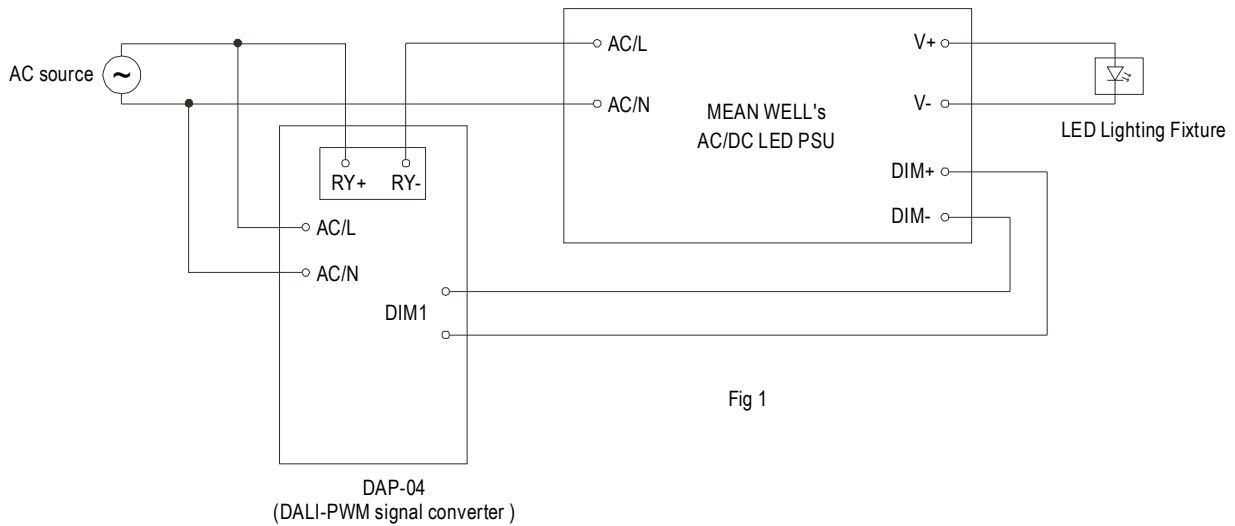 AC source
~
AC/L
AC/N
MEAN WELL's
AC/DC LED PSU
V+
V-
DIM+
DIM-
LED Lighting Fixture
RY+ RY-
AC/L
AC/N
DIM1
Fig 1
DAP-04
(DALI-PWM signal converter )